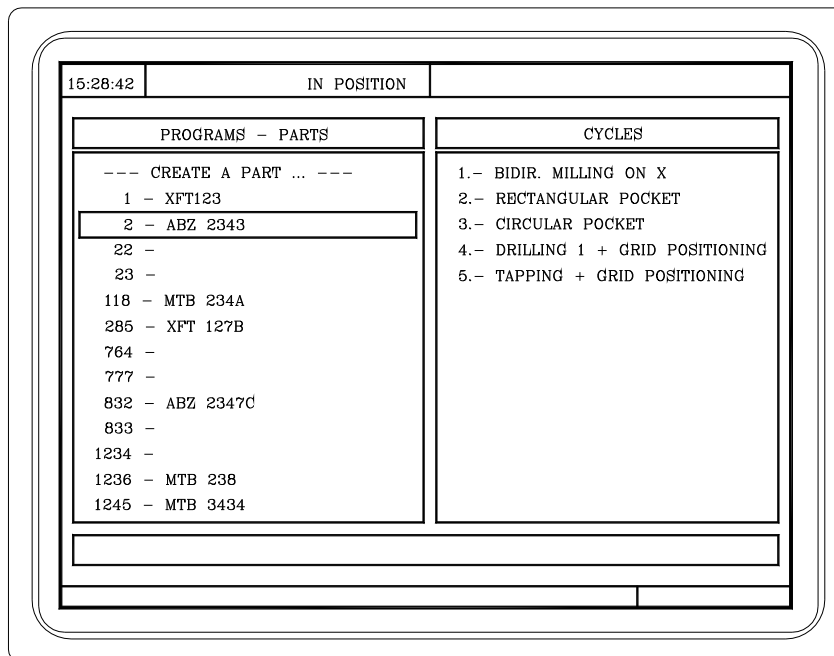 15:28:42 IN POSITION
PROGRAMS – PARTS
--- CREATE A PART ... ---
1 – XFT123
2 – ABZ 2343
22 –
23 –
118 – MTB 234A
285 – XFT 127B
764 –
777 –
832 – ABZ 2347C
833 –
1234 –
1236 – MTB 238
1245 – MTB 3434
CYCLES
1.– BIDIR. MILLING ON X
2.– RECTANGULAR POCKET
3.– CIRCULAR POCKET
4.– DRILLING 1 + GRID POSITIONING
5.– TAPPING + GRID POSITIONING